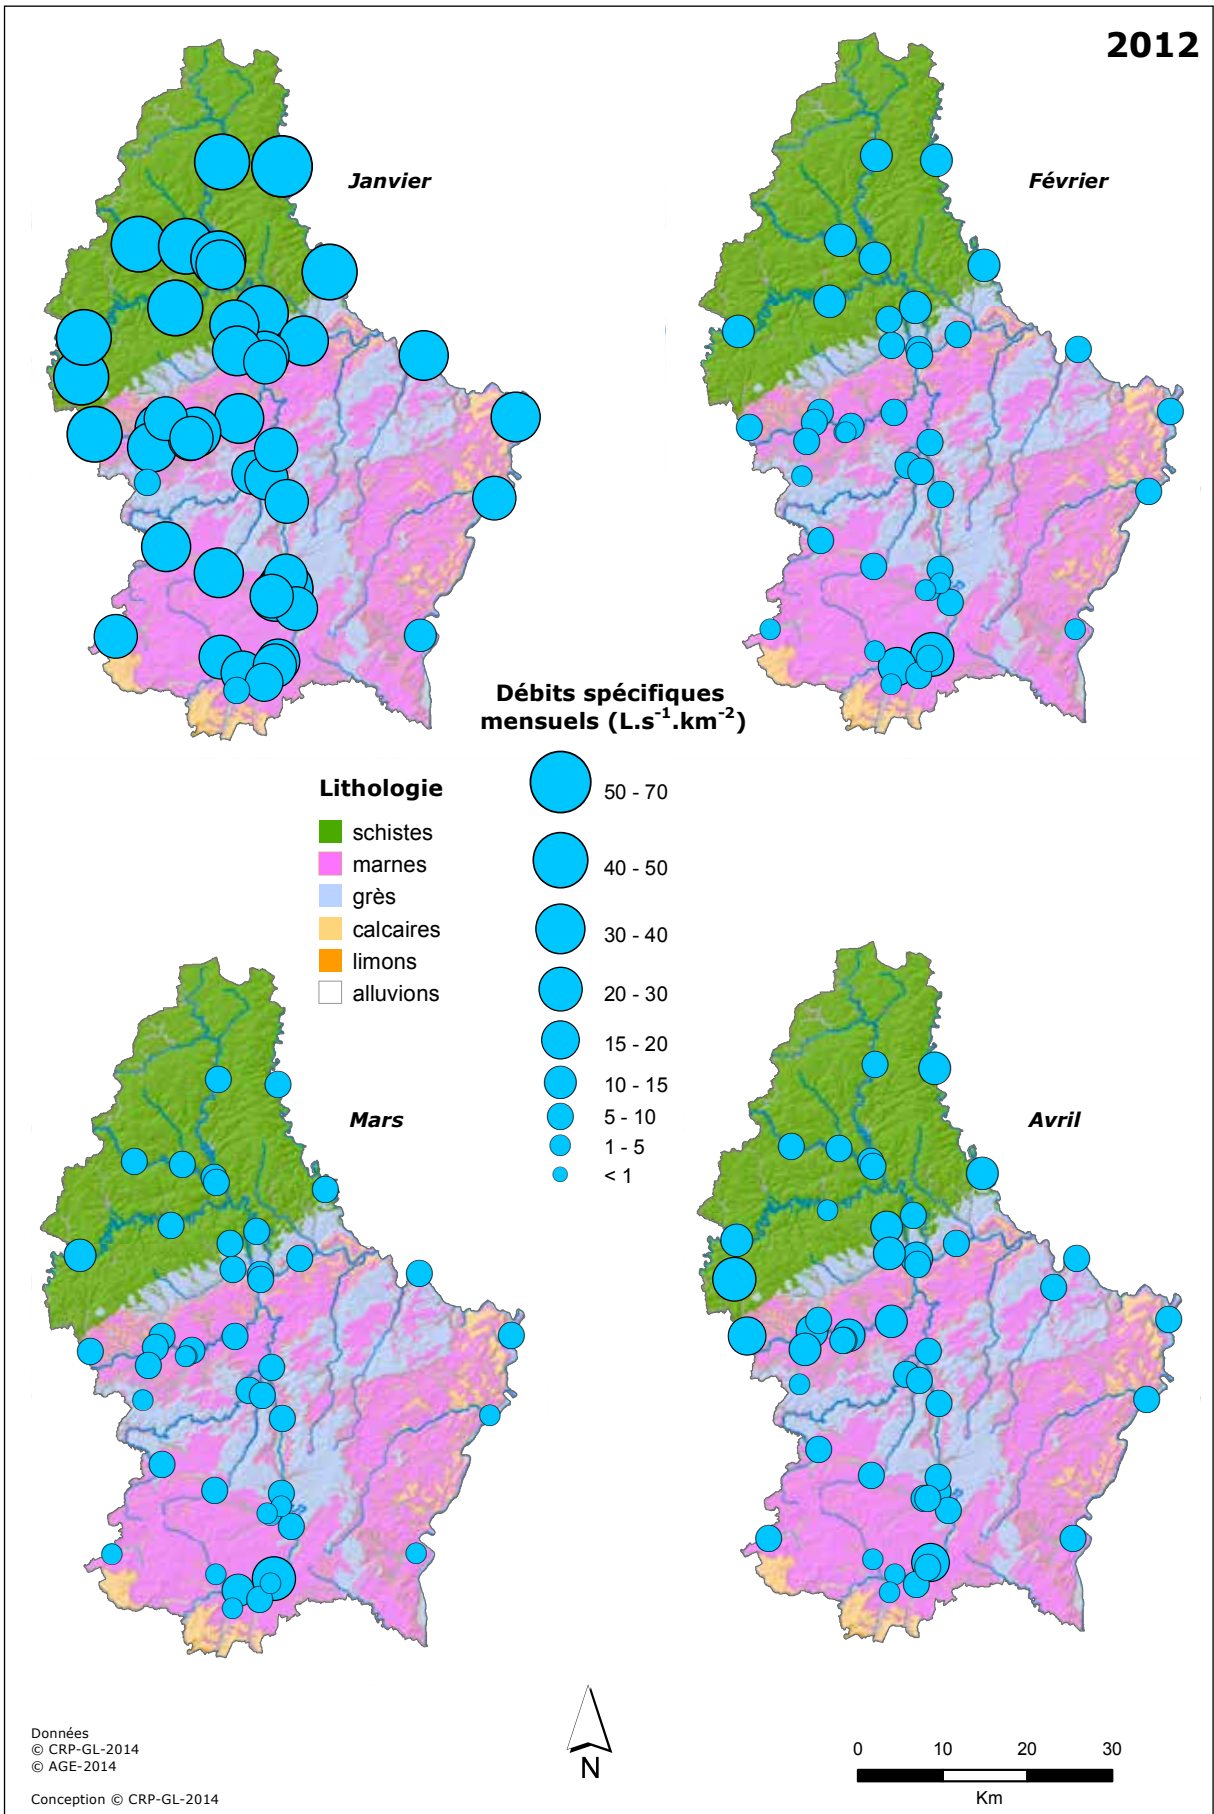 2012
Janvier
Février
Débits spécifiques
mensuels (L.s⁻¹.km⁻²)
50 - 70
40 - 50
30 - 40
20 - 30
15 - 20
10 - 15
5 - 10
1 - 5
< 1
Lithologie
schistes
marnes
grès
calcaires
limons
alluvions
Mars
Avril
Données
© CRP-GL-2014
© AGE-2014
Conception © CRP-GL-2014
N
0 10 20 30
Km